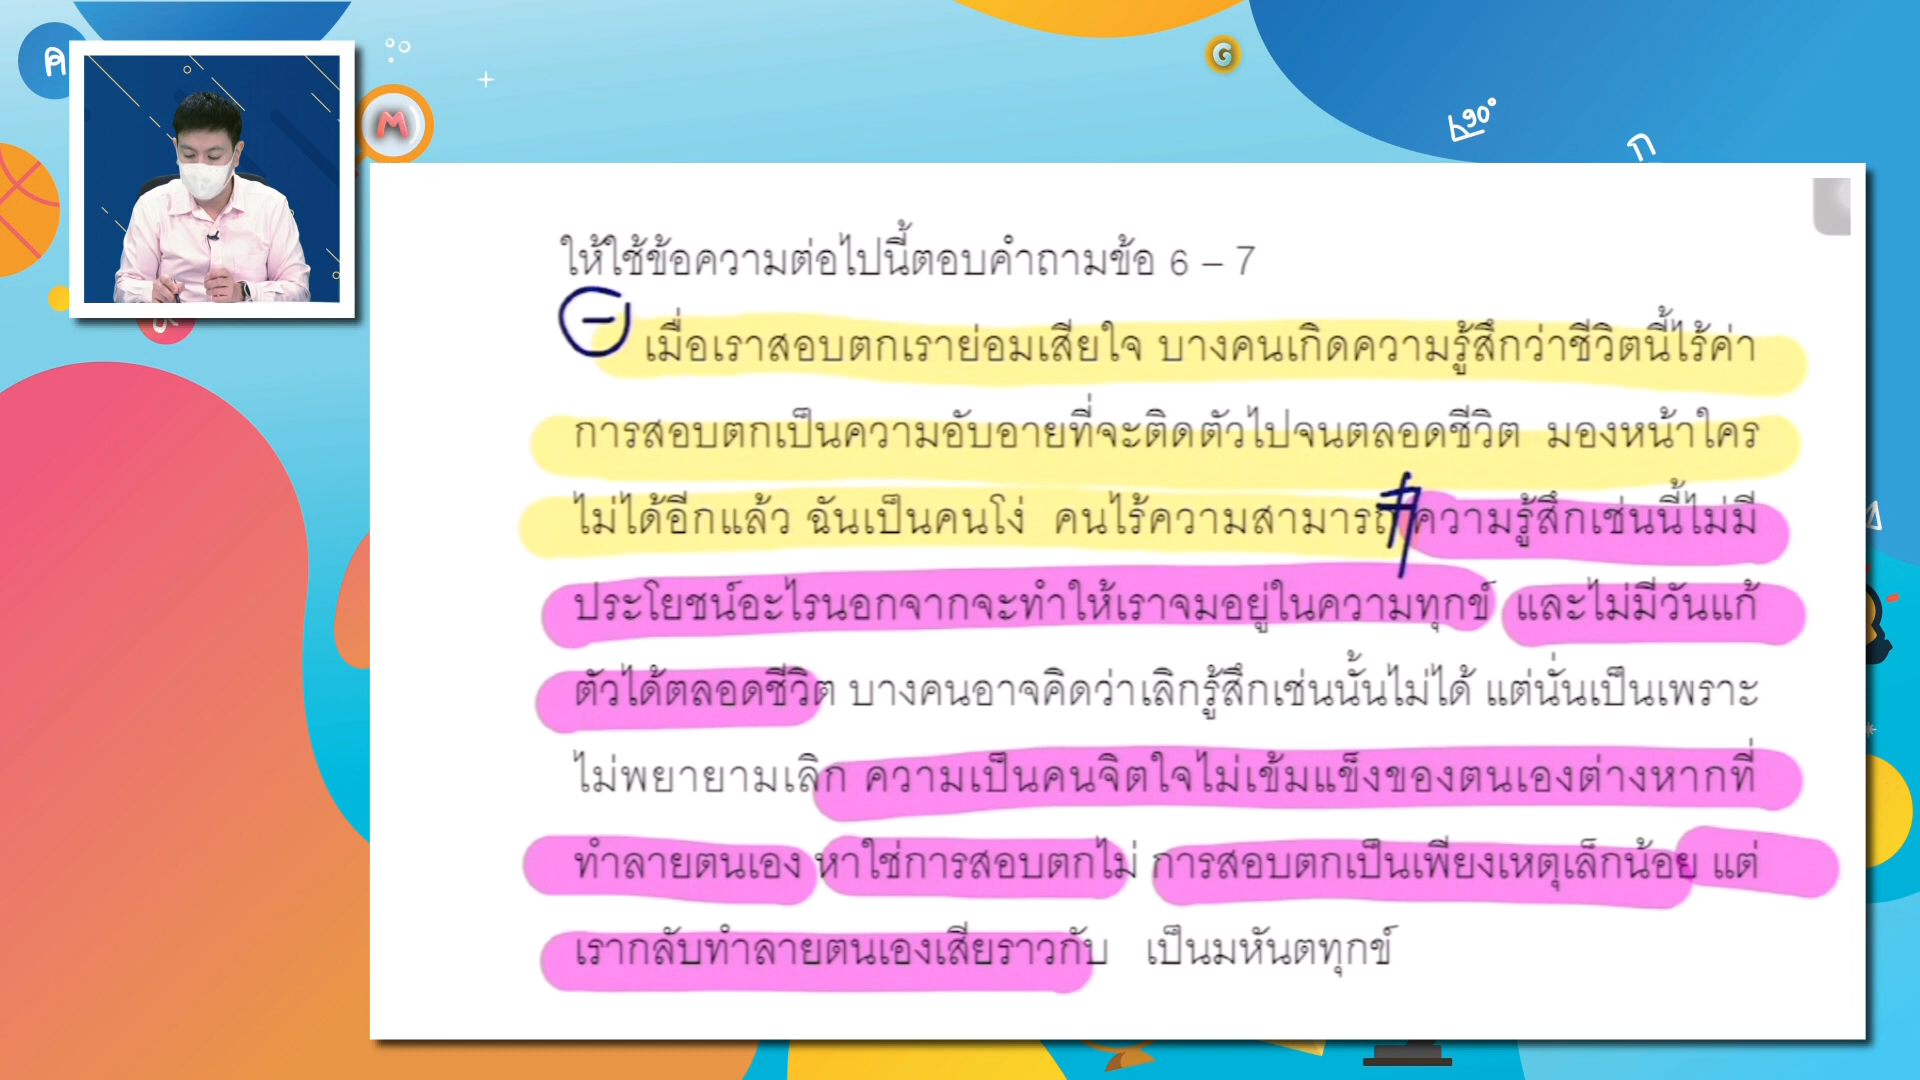 ค
M
G
90°
ก
ให้ใช้ข้อความต่อไปนี้ตอบคำถามข้อ 6 – 7
เมื่อเราสอบตกเราย่อมเสียใจ บางคนเกิดความรู้สึกว่าชีวิตนี้ไร้ค่า
การสอบตกเป็นความอับอายที่จะติดตัวไปจนตลอดชีวิต มองหน้าใคร
ไม่ได้อีกแล้ว ฉันเป็นคนโง่ คนไร้ความสามารถ ความรู้สึกเช่นนี้ไม่มี
ประโยชน์อะไรนอกจากจะทำให้เราจมอยู่ในความทุกข์ และไม่มีวันแก้
ตัวได้ตลอดชีวิต บางคนอาจคิดว่าเลิกรู้สึกเช่นนั้นไม่ได้ แต่นั่นเป็นเพราะ
ไม่พยายามเลิก ความเป็นคนจิตใจไม่เข้มแข็งของตนเองต่างหากที่
ทำลายตนเอง หาใช่การสอบตกไม่ การสอบตกเป็นเพียงเหตุเล็กน้อย แต่
เรากลับทำลายตนเองเสียราวกับ เป็นมหันตทุกข์